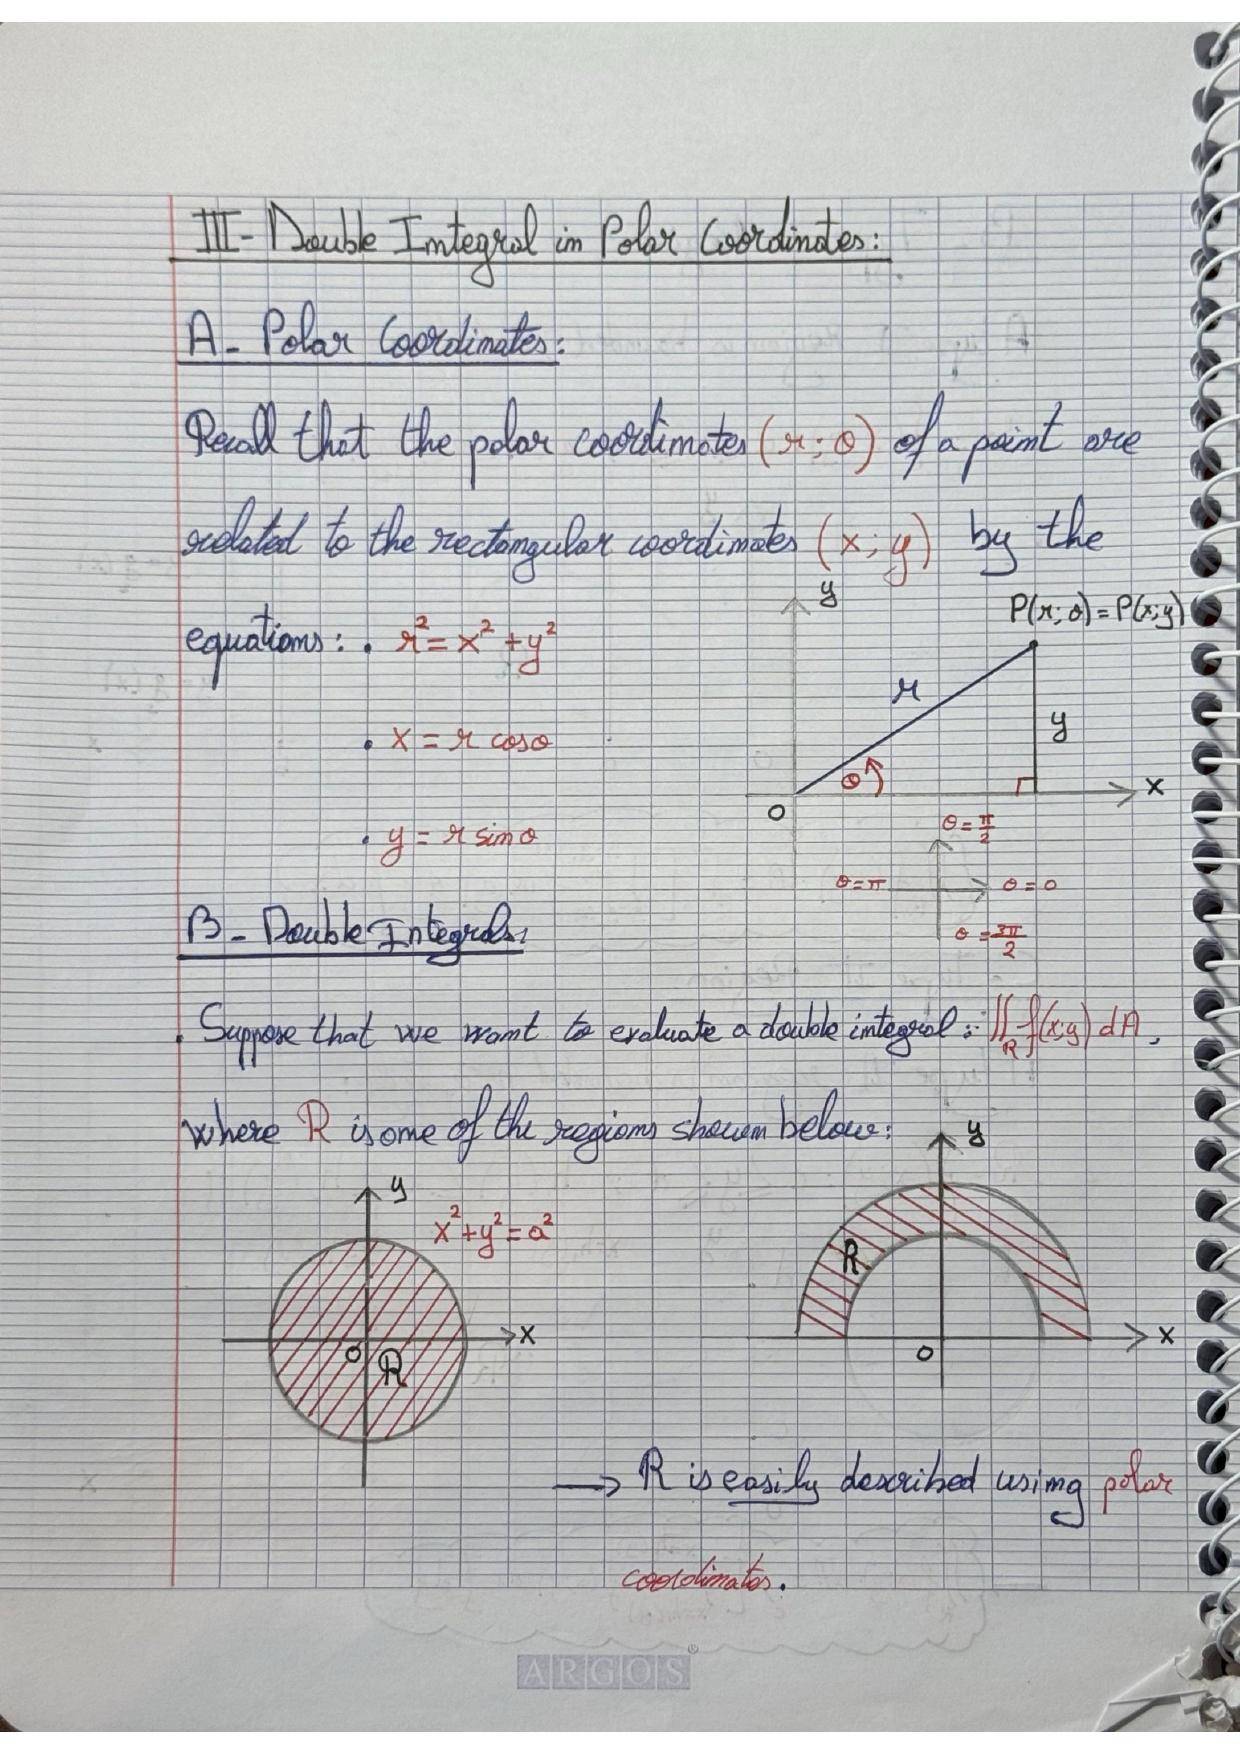 III- Double Integral in Polar Coordinates:
A- Polar Coordinates:
Recall that the polar coordinates (r; θ) of a point are
related to the rectangular coordinates (x; y) by the
equations: • r² = x² + y²
• x = r cosθ
• y = r sinθ
y
P(r; θ) = P(x; y)
r
y
θ
O
x
θ = π/2
θ = π
θ = 0
θ = 3π/2
B- Double Integrals:
• Suppose that we want to evaluate a double integral: ∬_R f(x;y) dA,
where R is one of the regions shown below:
y
x² + y² = a²
x
O
R
y
R
x
O
→ R is easily described using polar
coordinates.
ARGOS®